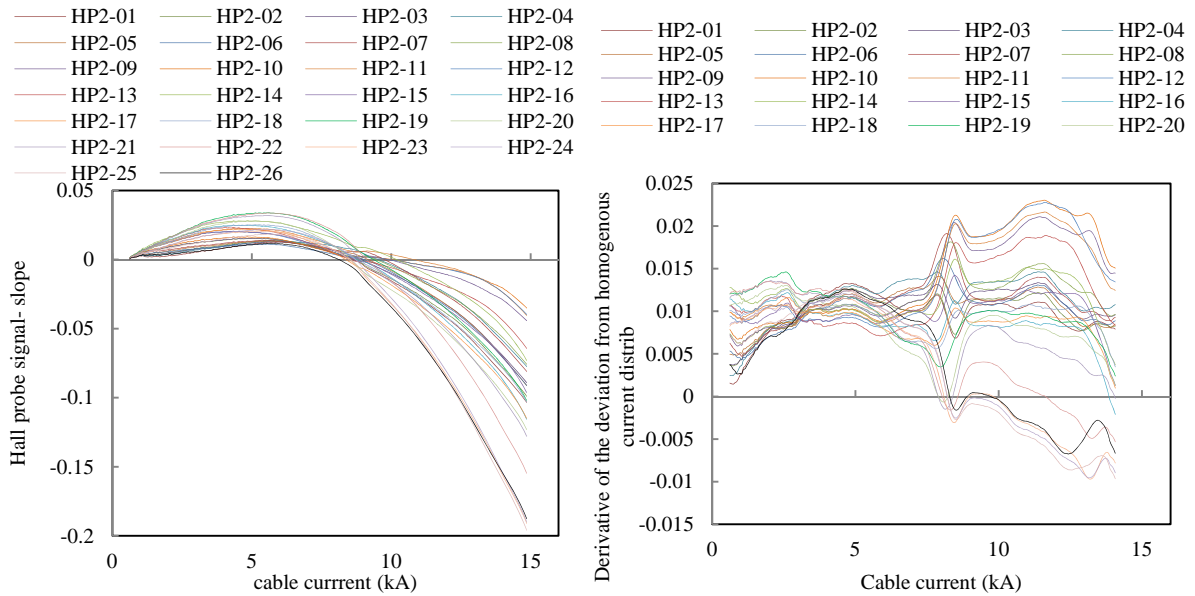 HP2-01 HP2-02 HP2-03 HP2-04
HP2-05 HP2-06 HP2-07 HP2-08
HP2-09 HP2-10 HP2-11 HP2-12
HP2-13 HP2-14 HP2-15 HP2-16
HP2-17 HP2-18 HP2-19 HP2-20
HP2-21 HP2-22 HP2-23 HP2-24
HP2-25 HP2-26
0.05
0
-0.05
-0.1
-0.15
-0.2
0 5 10 15
Hall probe signal- slope
cable currrent (kA)
HP2-01 HP2-02 HP2-03 HP2-04
HP2-05 HP2-06 HP2-07 HP2-08
HP2-09 HP2-10 HP2-11 HP2-12
HP2-13 HP2-14 HP2-15 HP2-16
HP2-17 HP2-18 HP2-19 HP2-20
0.025
0.02
0.015
0.01
0.005
0
-0.005
-0.01
-0.015
0 5 10 15
Derivative of the deviation from homogenous
current distrib
Cable current (kA)